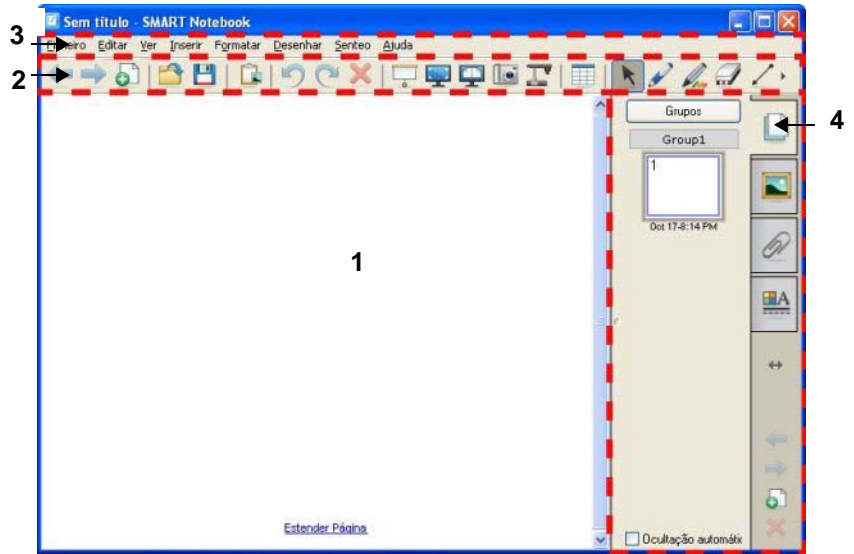 Sem título - SMART Notebook
3
Editar Ver Inserir Formatar Desenhar Senteo Ajuda
2
4
Grupos
Group1
1
Oct 17-8:14 PM
1
A
Estender Página
Ocultação automátic